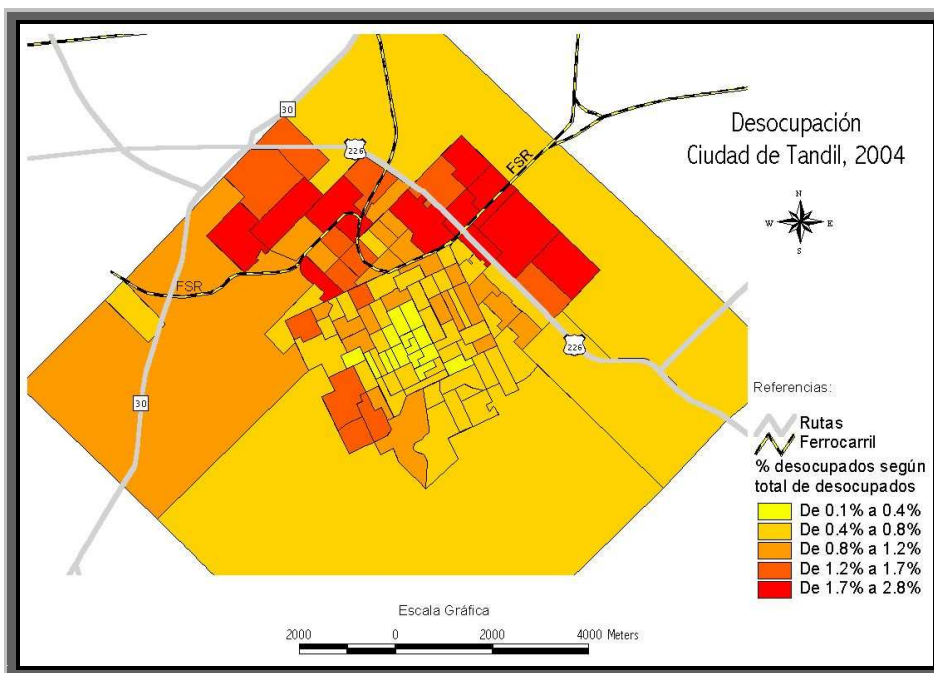 Desocupación
Ciudad de Tandil, 2004
N
W E
S
30
226
FSR
FSR
226
30
Referencias:
Rutas
Ferrocarril
% desocupados según
total de desocupados
De 0.1% a 0.4%
De 0.4% a 0.8%
De 0.8% a 1.2%
De 1.2% a 1.7%
De 1.7% a 2.8%
Escala Gráfica
2000 0 2000 4000 Meters